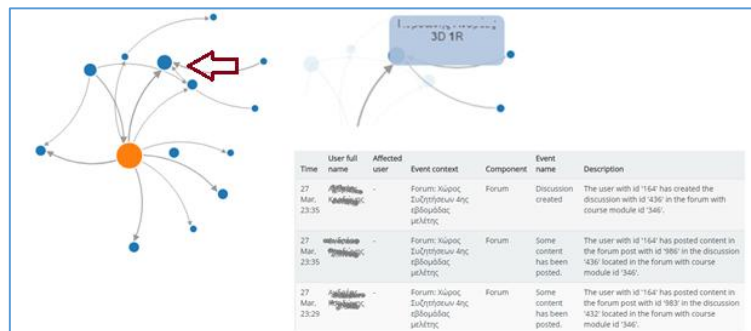 3D 1R
Time
User full
name
Affected
user
Event context
Component
Event
name
Description
27
Mar,
23:35
-
Forum: Χώρος
Συζητήσεων 4ης
εβδομάδας
μελέτης
Forum
Discussion
created
The user with id '164' has created the
discussion with id '436' in the forum with
course module id '346'.
27
Mar,
23:35
-
Forum: Χώρος
Συζητήσεων 4ης
εβδομάδας
μελέτης
Forum
Some
content
has been
posted.
The user with id '164' has posted content in
the forum post with id '986' in the discussion
'436' located in the forum with course
module id '346'.
27
Mar,
23:29
-
Forum: Χώρος
Συζητήσεων 4ης
εβδομάδας
μελέτης
Forum
Some
content
has been
posted.
The user with id '164' has posted content in
the forum post with id '983' in the discussion
'432' located in the forum with course
module id '346'.